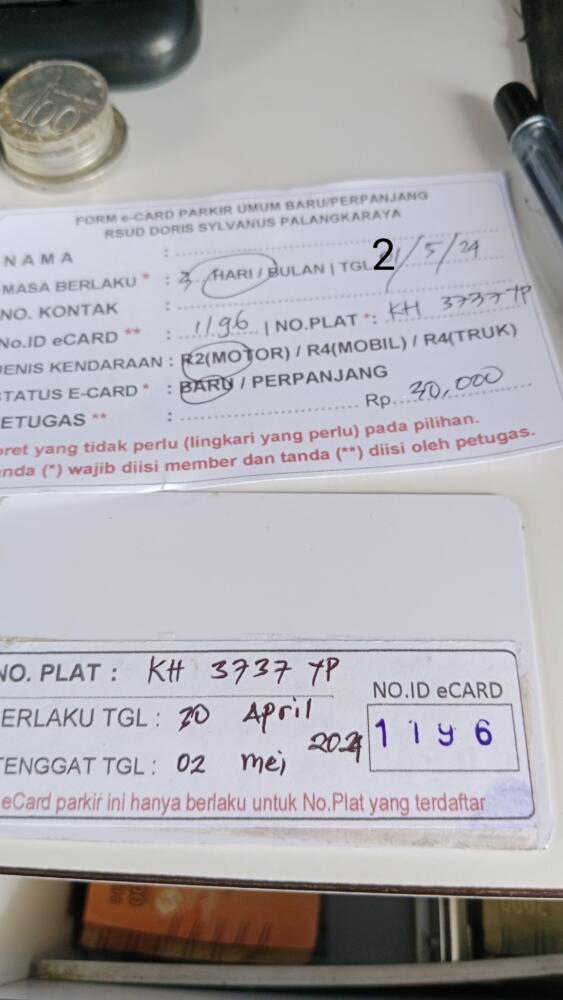 100
FORM e-CARD PARKIR UMUM BARU/PERPANJANG
RSUD DORIS SYLVANUS PALANGKARAYA
NAMA :
MASA BERLAKU * : 3 HARI / BULAN | TGL 2 1/5/24
NO. KONTAK :
No.ID eCARD ** : 1196 | NO.PLAT *: KH 3737 YP
JENIS KENDARAAN : R2(MOTOR) / R4(MOBIL) / R4(TRUK)
STATUS E-CARD * : BARU / PERPANJANG
ETUGAS ** : Rp. 30,000
oret yang tidak perlu (lingkari yang perlu) pada pilihan.
anda (*) wajib diisi member dan tanda (**) diisi oleh petugas.
NO. PLAT : KH 3737 YP
NO.ID eCARD
ERLAKU TGL : 30 April
1196
2024
TENGGAT TGL : 02 mei
eCard parkir ini hanya berlaku untuk No.Plat yang terdaftar